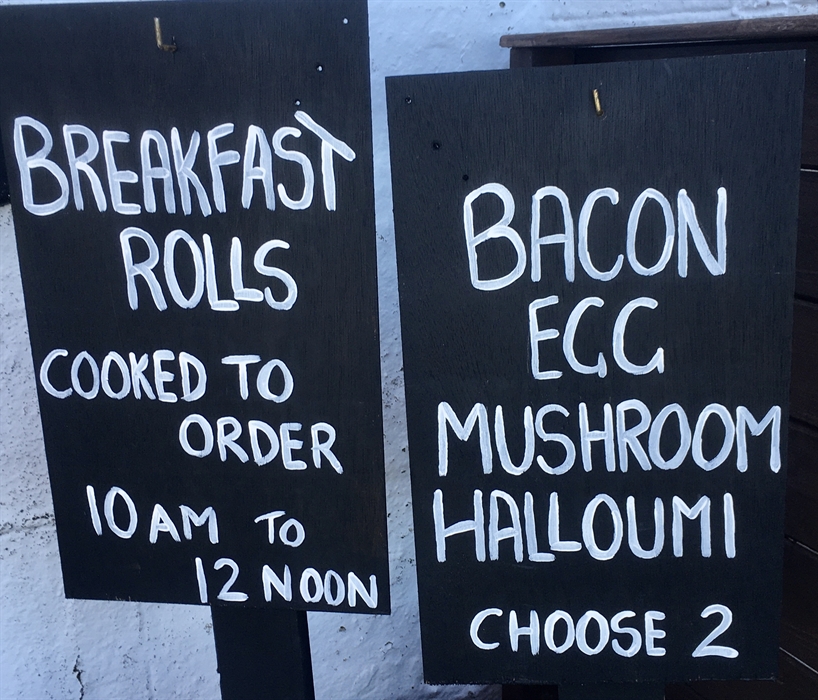 BREAKFAST
ROLLS
COOKED TO
ORDER
10 AM TO
12 NOON
BACON
EGG
MUSHROOM
HALLOUMI
CHOOSE 2